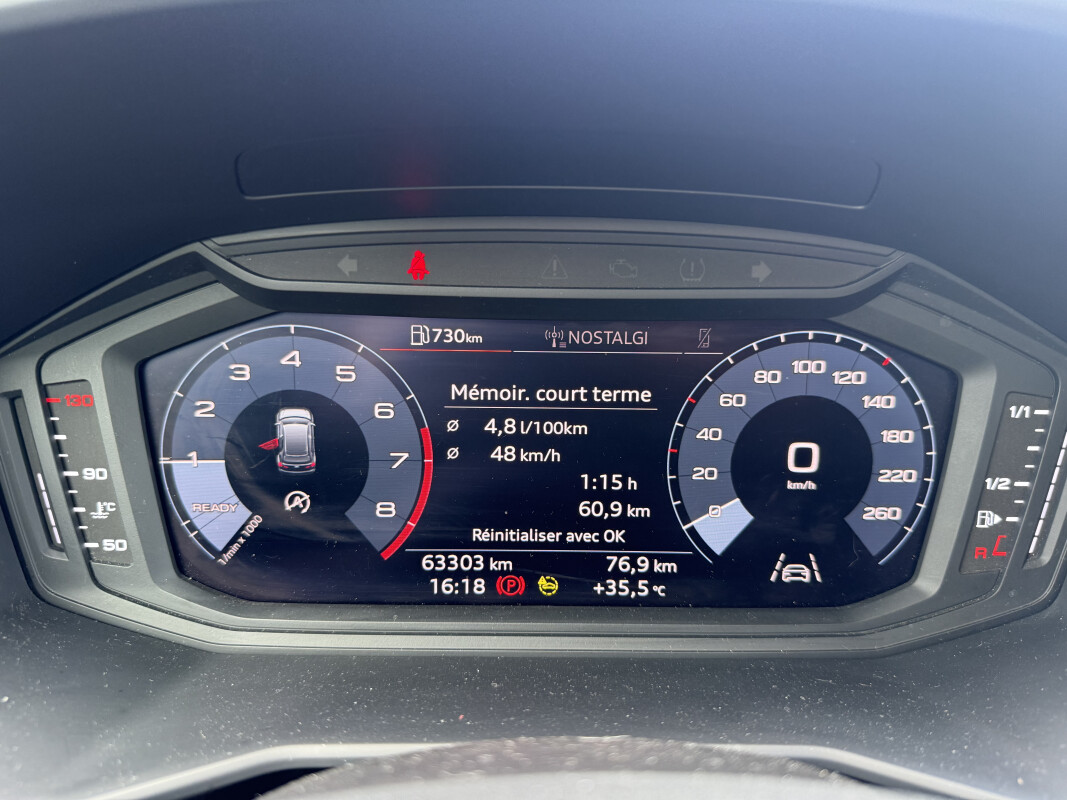 730 km
NOSTALGI
Mémoir. court terme
Ø 4,8 l/100km
Ø 48 km/h
1:15 h
60,9 km
Réinitialiser avec OK
63303 km
76,9 km
16:18
P
+35,5 °C
READY
1
2
3
4
5
6
7
8
1/min x 1000
A
0
20
40
60
80
100
120
140
180
220
260
0
km/h
130
90
°C
50
1/1
1/2
R